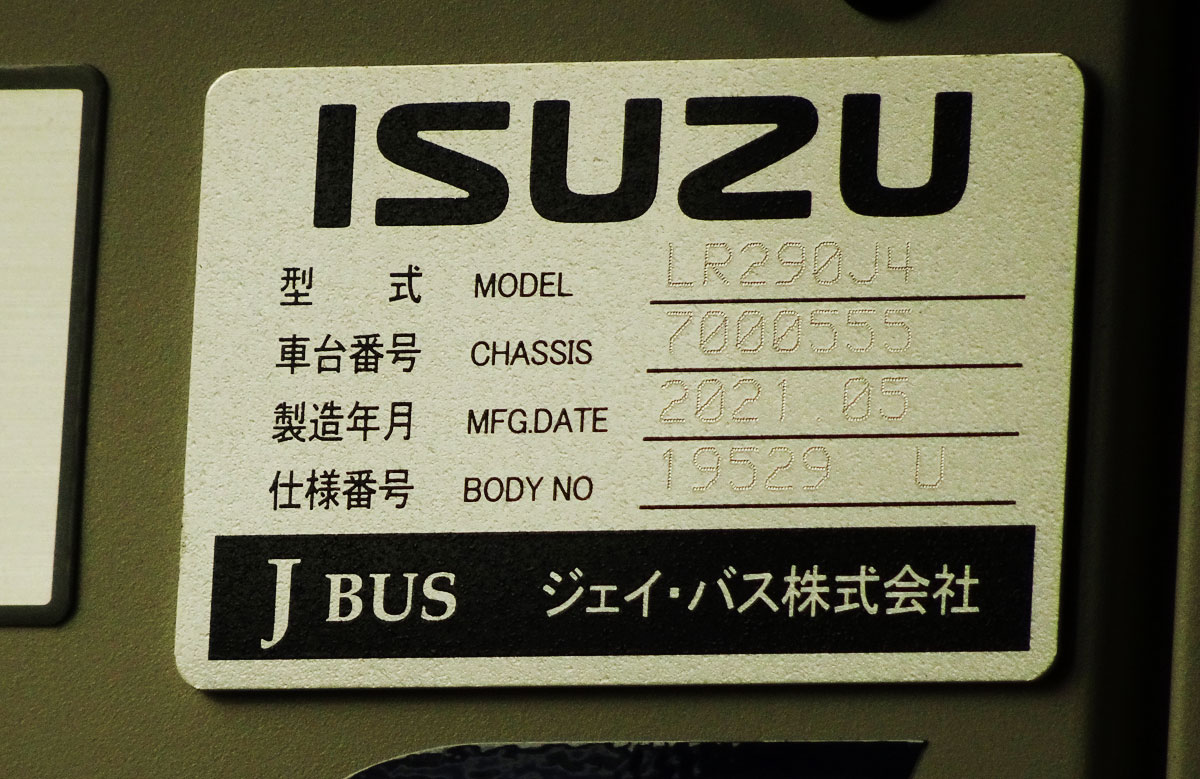 ISUZU
型 式 MODEL LR290J4
車台番号 CHASSIS 7000555
製造年月 MFG.DATE 2021.05
仕様番号 BODY NO 19529 U
J BUS ジェイ・バス株式会社